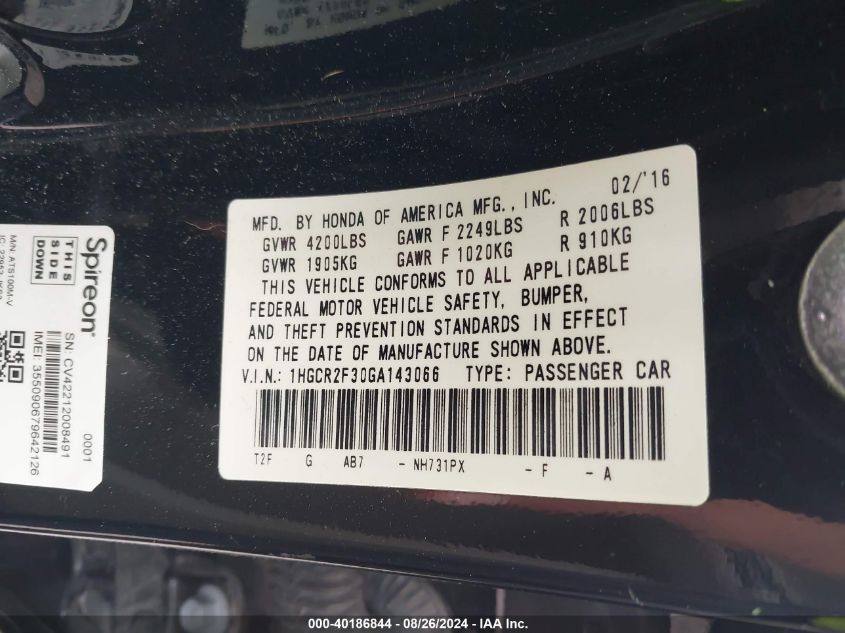 MFD. BY HONDA OF AMERICA MFG., INC. 02/'16
GVWR 4200LBS GAWR F 2249LBS R 2006LBS
GVWR 1905KG GAWR F 1020KG R 910KG
THIS VEHICLE CONFORMS TO ALL APPLICABLE
FEDERAL MOTOR VEHICLE SAFETY, BUMPER,
AND THEFT PREVENTION STANDARDS IN EFFECT
ON THE DATE OF MANUFACTURE SHOWN ABOVE.
V.I.N.: 1HGCR2F30GA143066 TYPE: PASSENGER CAR
T2F G AB7 - NH731PX - F - A
Spireon®
THIS
SIDE
DOWN
M/N: ATS100M-V
0001
SN: CV42212008491
IMEI: 355090679642126
000-40186844 | 08/26/2024 - IAA Inc.